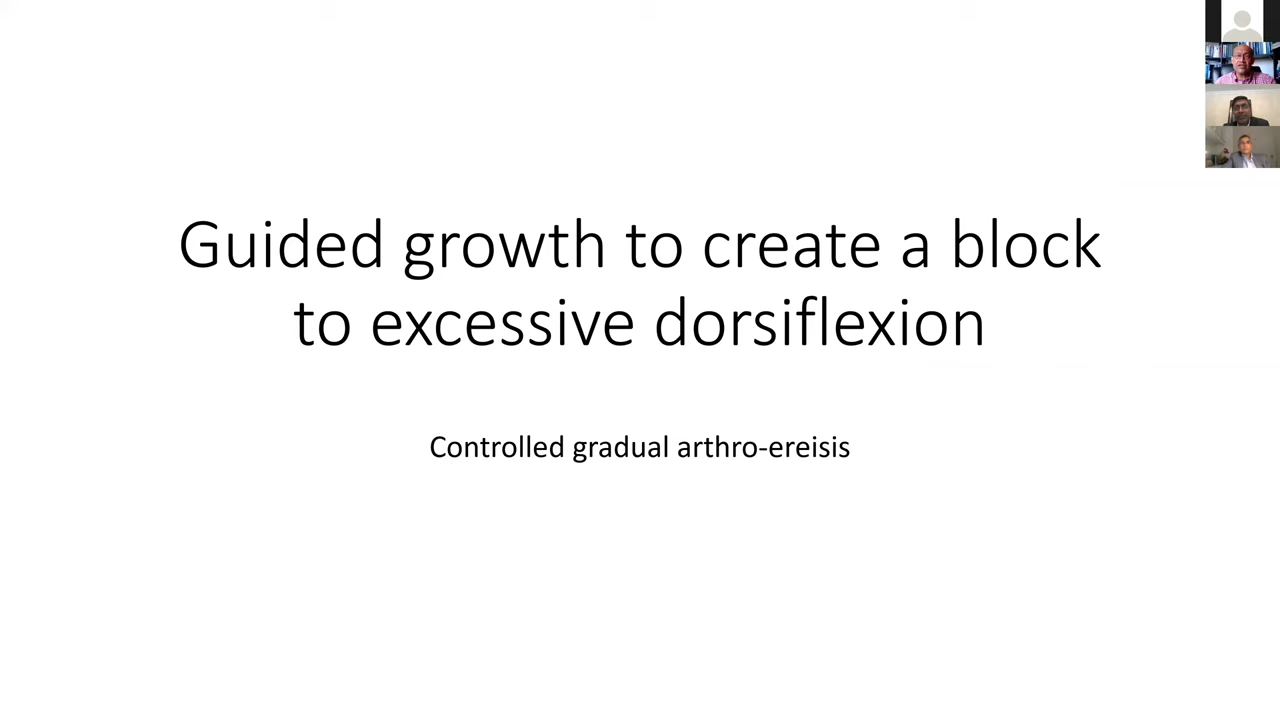 Guided growth to create a block
to excessive dorsiflexion
Controlled gradual arthro-ereisis